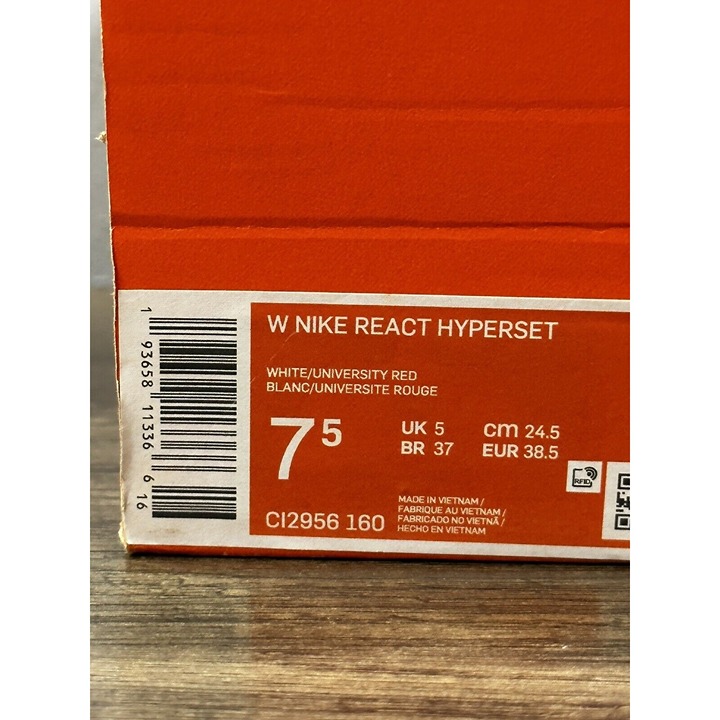 W NIKE REACT HYPERSET
WHITE/UNIVERSITY RED
BLANC/UNIVERSITE ROUGE
7⁵
UK 5 cm 24.5
BR 37 EUR 38.5
RFID
MADE IN VIETNAM /
FABRIQUE AU VIETNAM /
FABRICADO NO VIETNÃ /
HECHO EN VIETNAM
CI2956 160
1 93658 11336 6 16